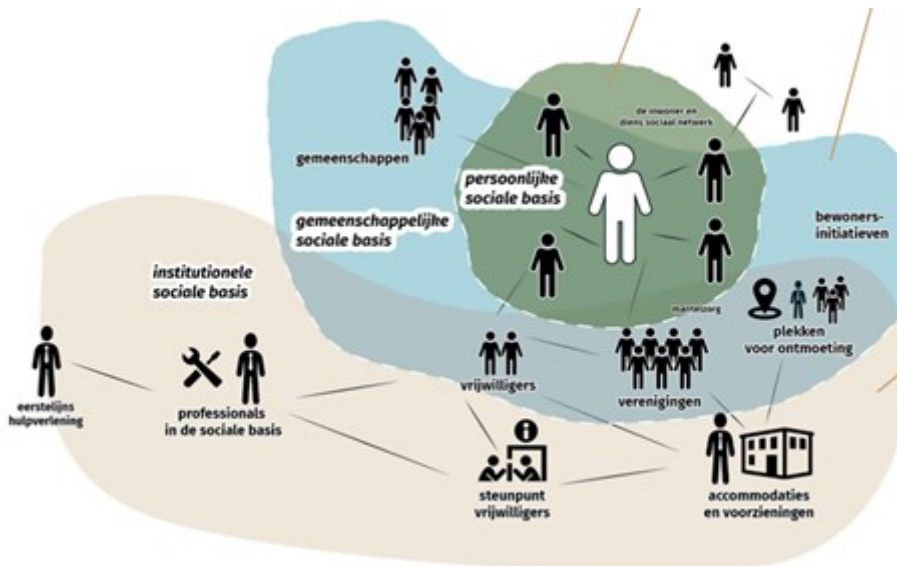 de inwoner en
diens sociaal netwerk
gemeenschappen
persoonlijke
sociale basis
gemeenschappelijke
sociale basis
bewoners-
initiatieven
institutionele
sociale basis
mantelzorg
plekken
voor ontmoeting
vrijwilligers
verenigingen
eerstelijns
hulpverlening
professionals
in de sociale basis
steunpunt
vrijwilligers
accommodaties
en voorzieningen